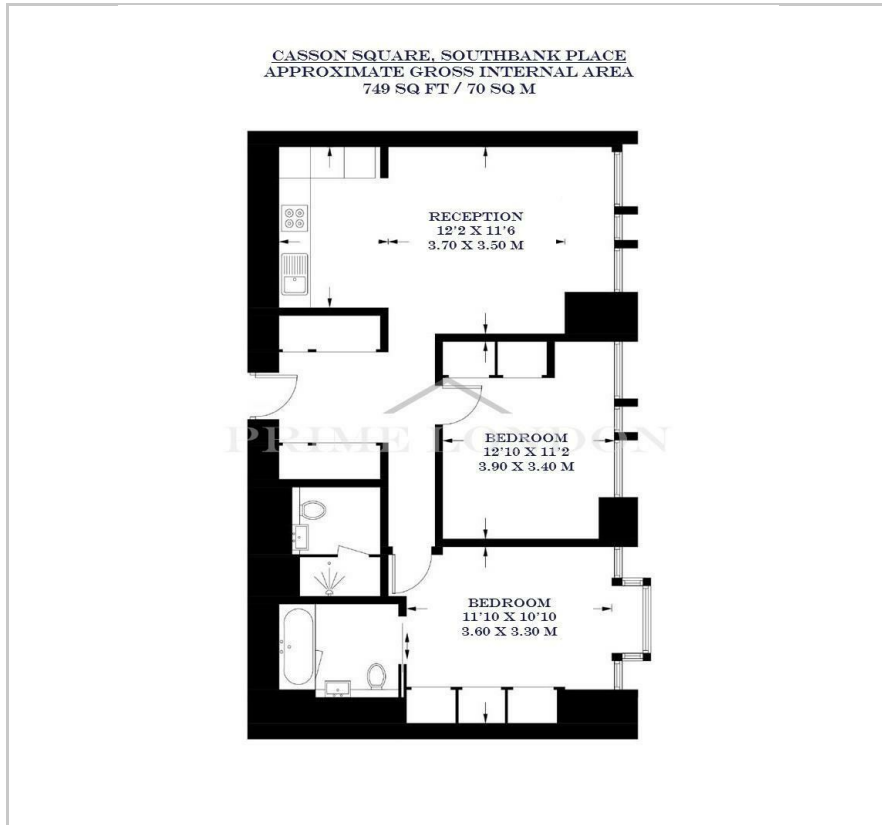 CASSON SQUARE, SOUTHBANK PLACE
APPROXIMATE GROSS INTERNAL AREA
749 SQ FT / 70 SQ M
RECEPTION
12'2 X 11'6
3.70 X 3.50 M
PRIME LONDON
BEDROOM
12'10 X 11'2
3.90 X 3.40 M
BEDROOM
11'10 X 10'10
3.60 X 3.30 M